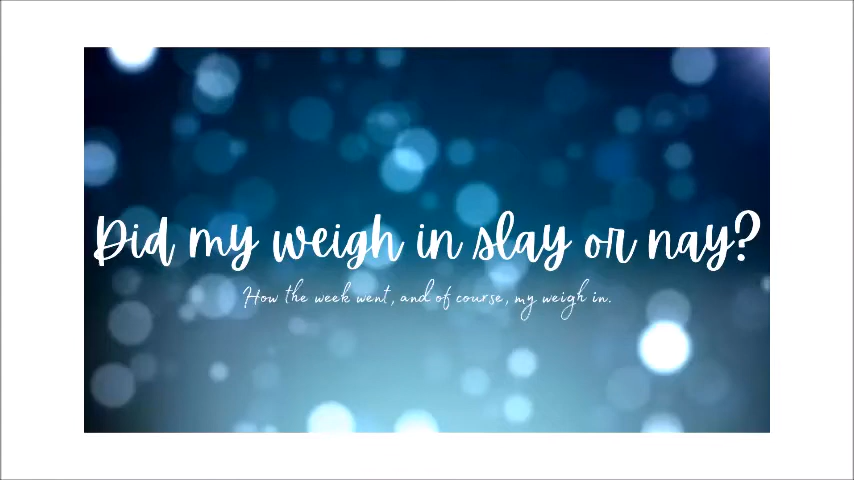 Did my weigh in slay or nay?
How the week went, and of course, my weigh in.